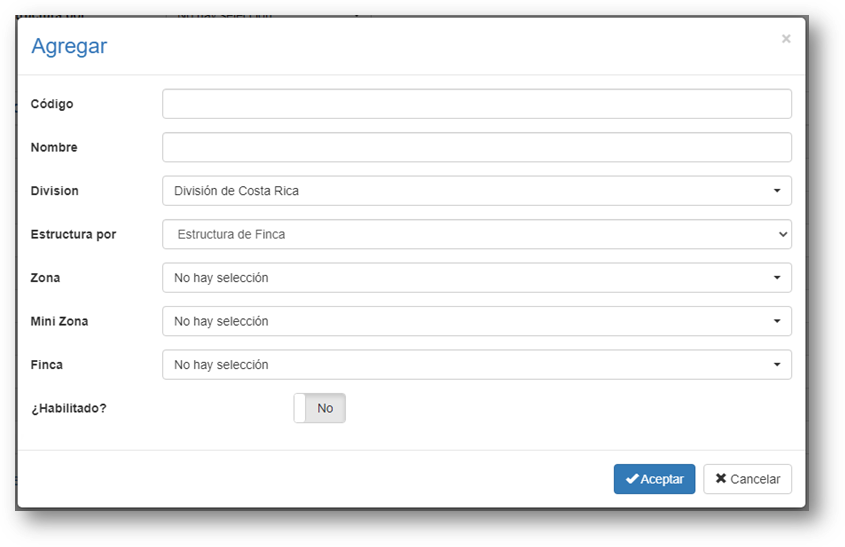 Agregar ×
Código
Nombre
Division División de Costa Rica
Estructura por Estructura de Finca
Zona No hay selección
Mini Zona No hay selección
Finca No hay selección
¿Habilitado? No
Aceptar Cancelar